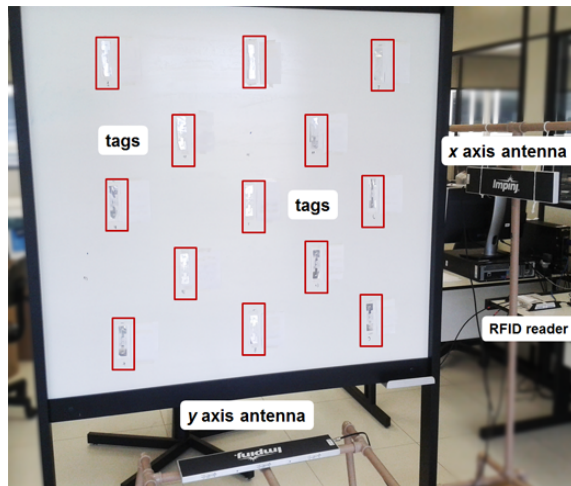 tags
x axis antenna
Impinj.
tags
RFID reader
y axis antenna
Impinj.